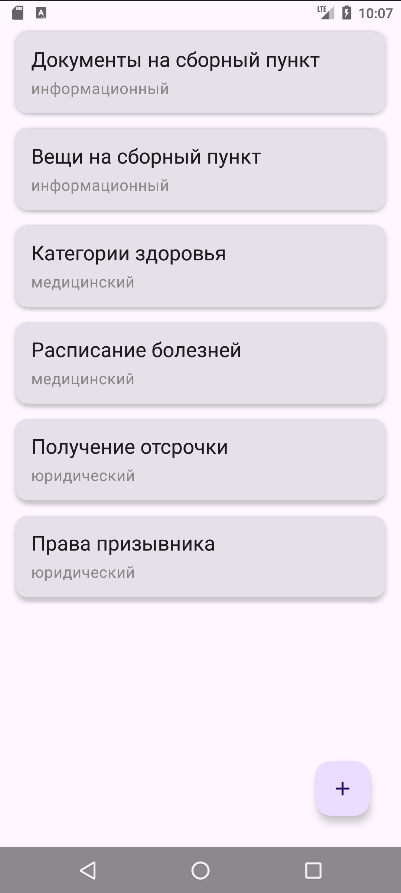 LTE 10:07
Документы на сборный пункт
информационный
Вещи на сборный пункт
информационный
Категории здоровья
медицинский
Расписание болезней
медицинский
Получение отсрочки
юридический
Права призывника
юридический
+